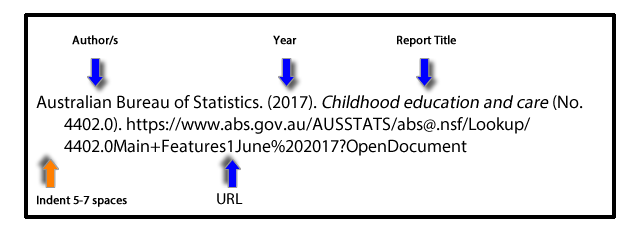 Author/s Year Report Title
Australian Bureau of Statistics. (2017). Childhood education and care (No.
4402.0). https://www.abs.gov.au/AUSSTATS/abs@.nsf/Lookup/
4402.0Main+Features1June%202017?OpenDocument
Indent 5-7 spaces URL